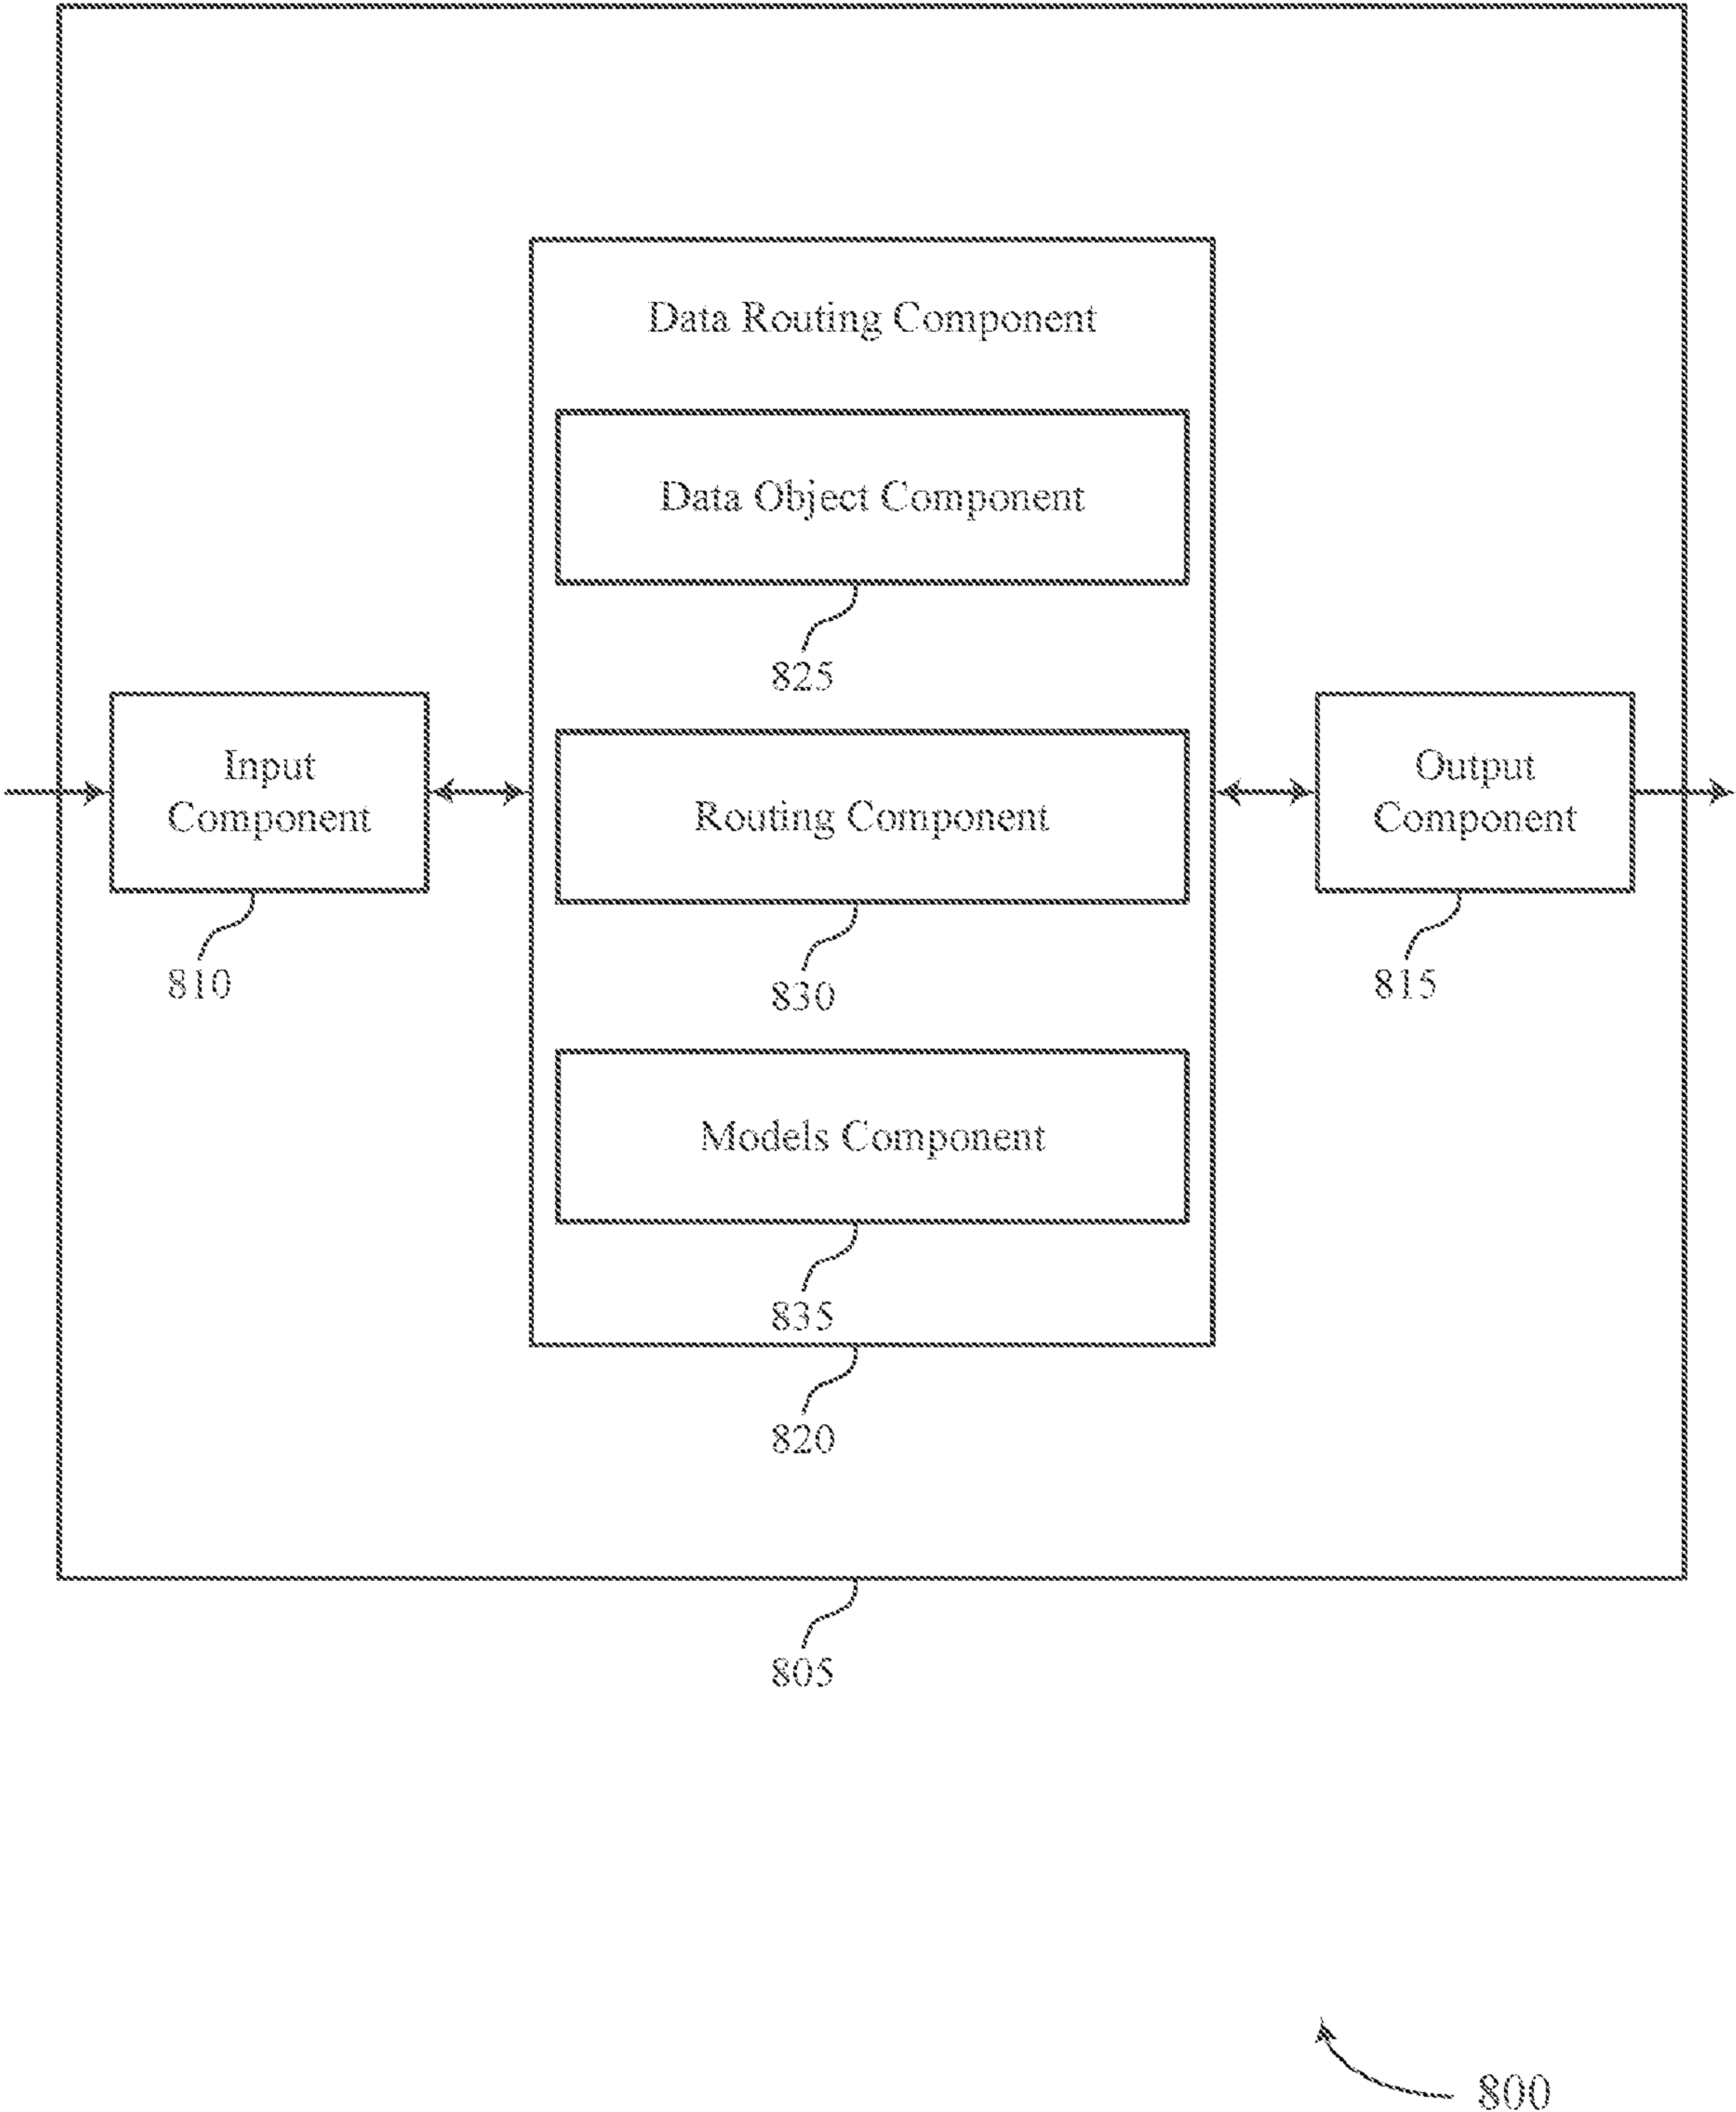 Data Routing Component
Data Object Component
825
Input
Component
810
Routing Component
830
Output
Component
815
Models Component
835
820
805
800